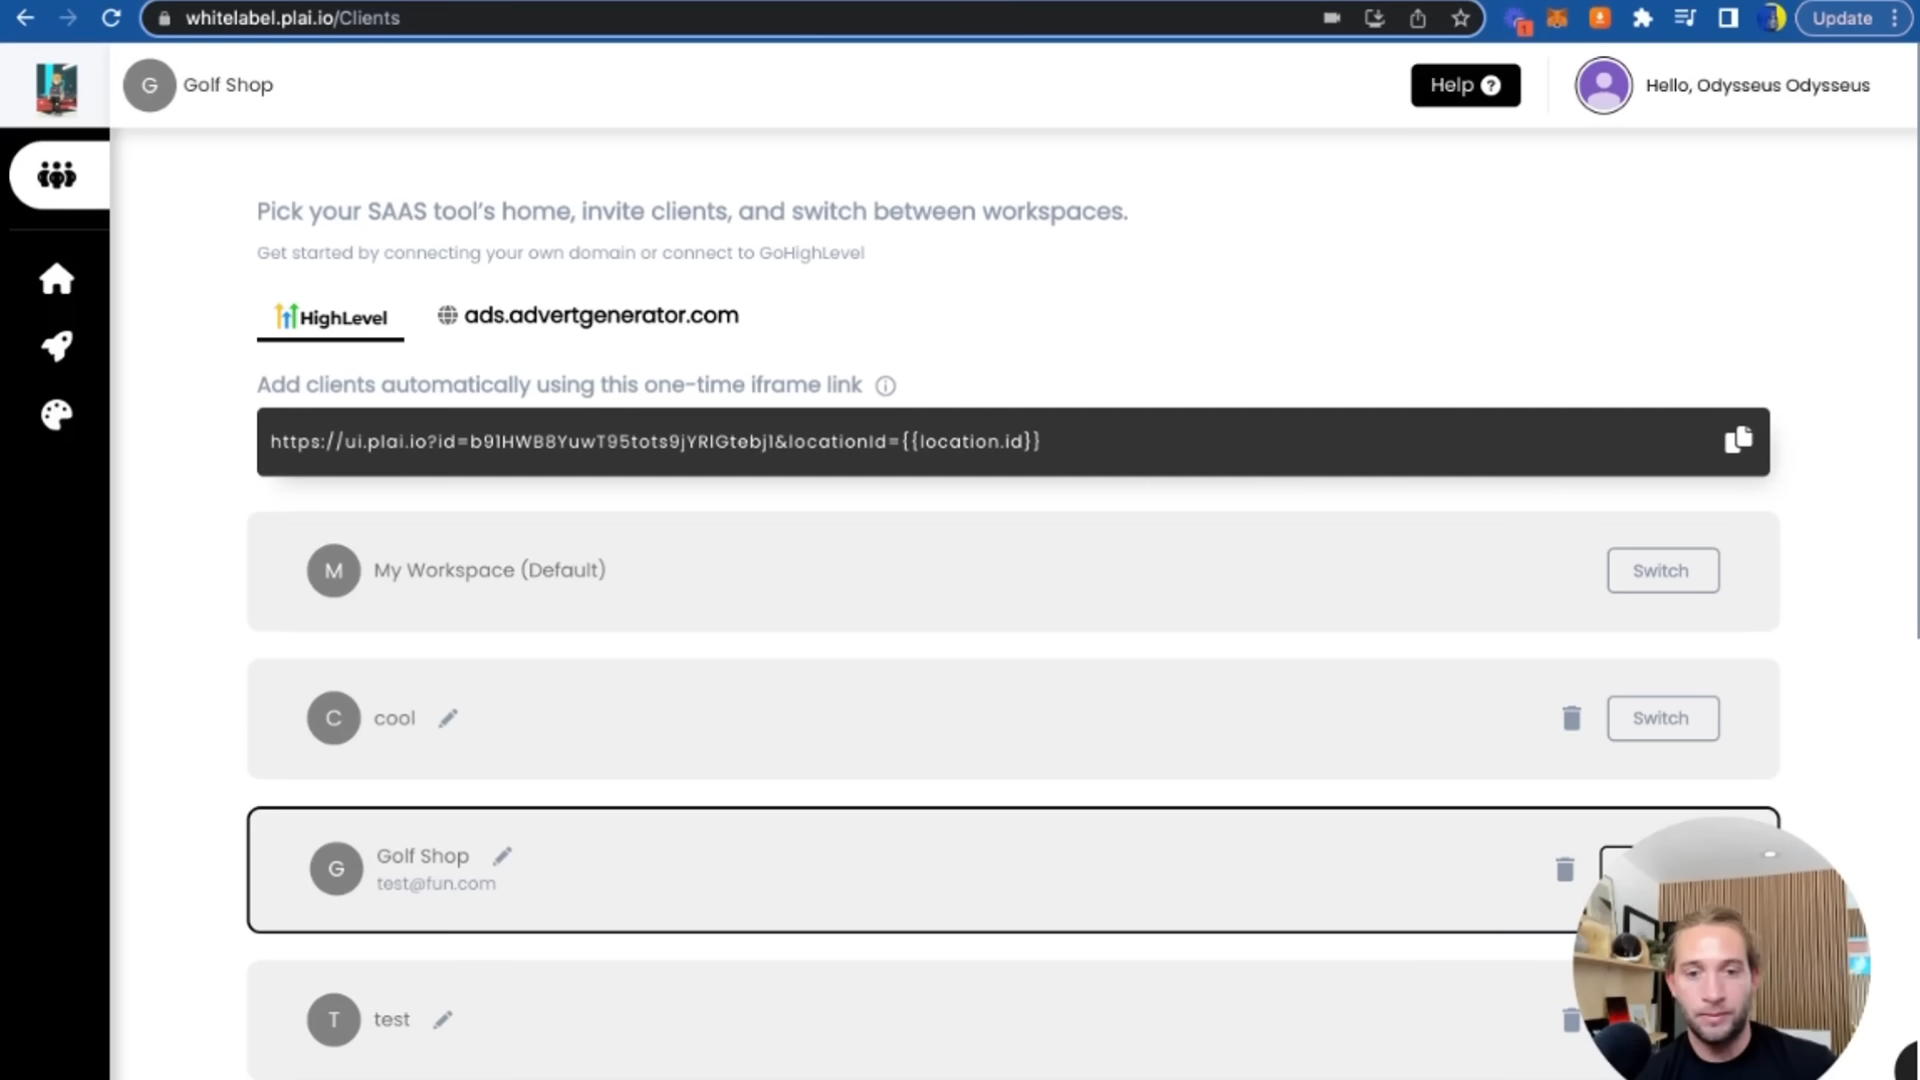 whitelabel.plai.io/Clients
1
Update
G
Golf Shop
Help ?
Hello, Odysseus Odysseus
Pick your SAAS tool’s home, invite clients, and switch between workspaces.
Get started by connecting your own domain or connect to GoHighLevel
HighLevel
ads.advertgenerator.com
Add clients automatically using this one-time iframe link
https://ui.plai.io?id=b91HWB8YuwT95tots9jYRlGtebj1&locationId={{location.id}}
M
My Workspace (Default)
Switch
C
cool
Switch
G
Golf Shop
test@fun.com
T
test